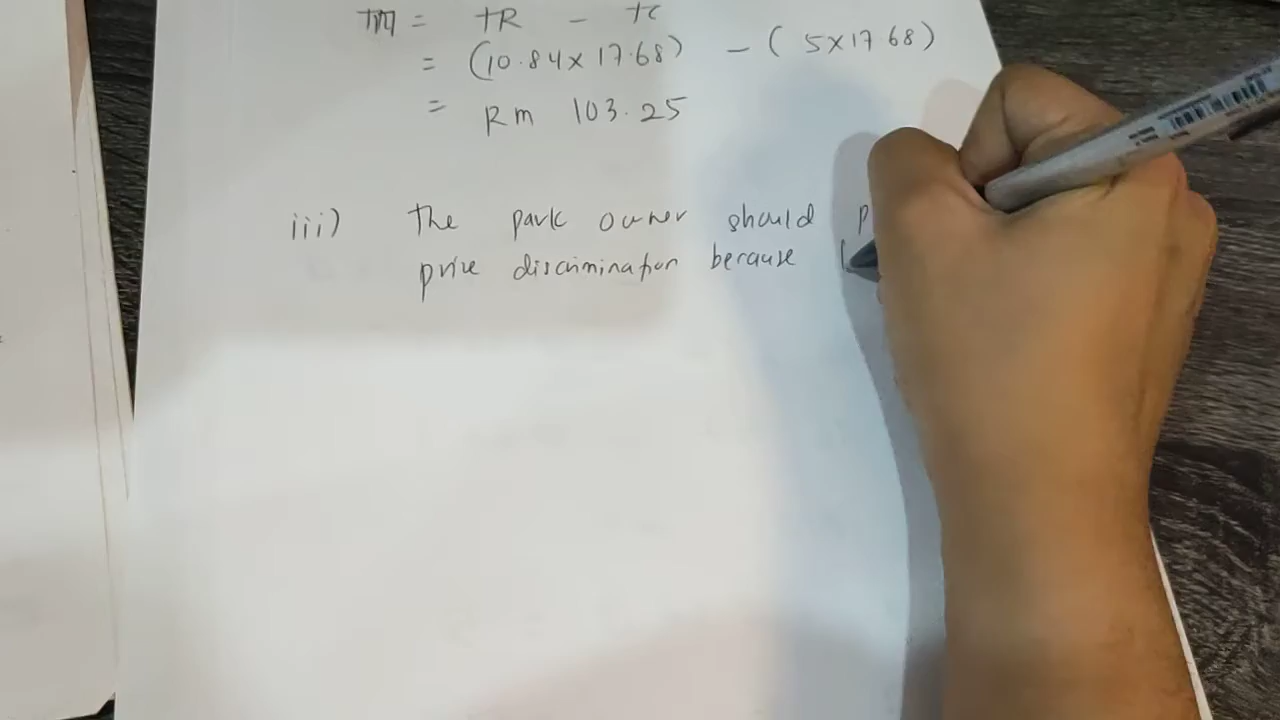 Tπ = TR - TC
= (10.84 × 17.68) - ( 5×17 68)
= RM 103.25
iii) The park owner should p
price discrimination because